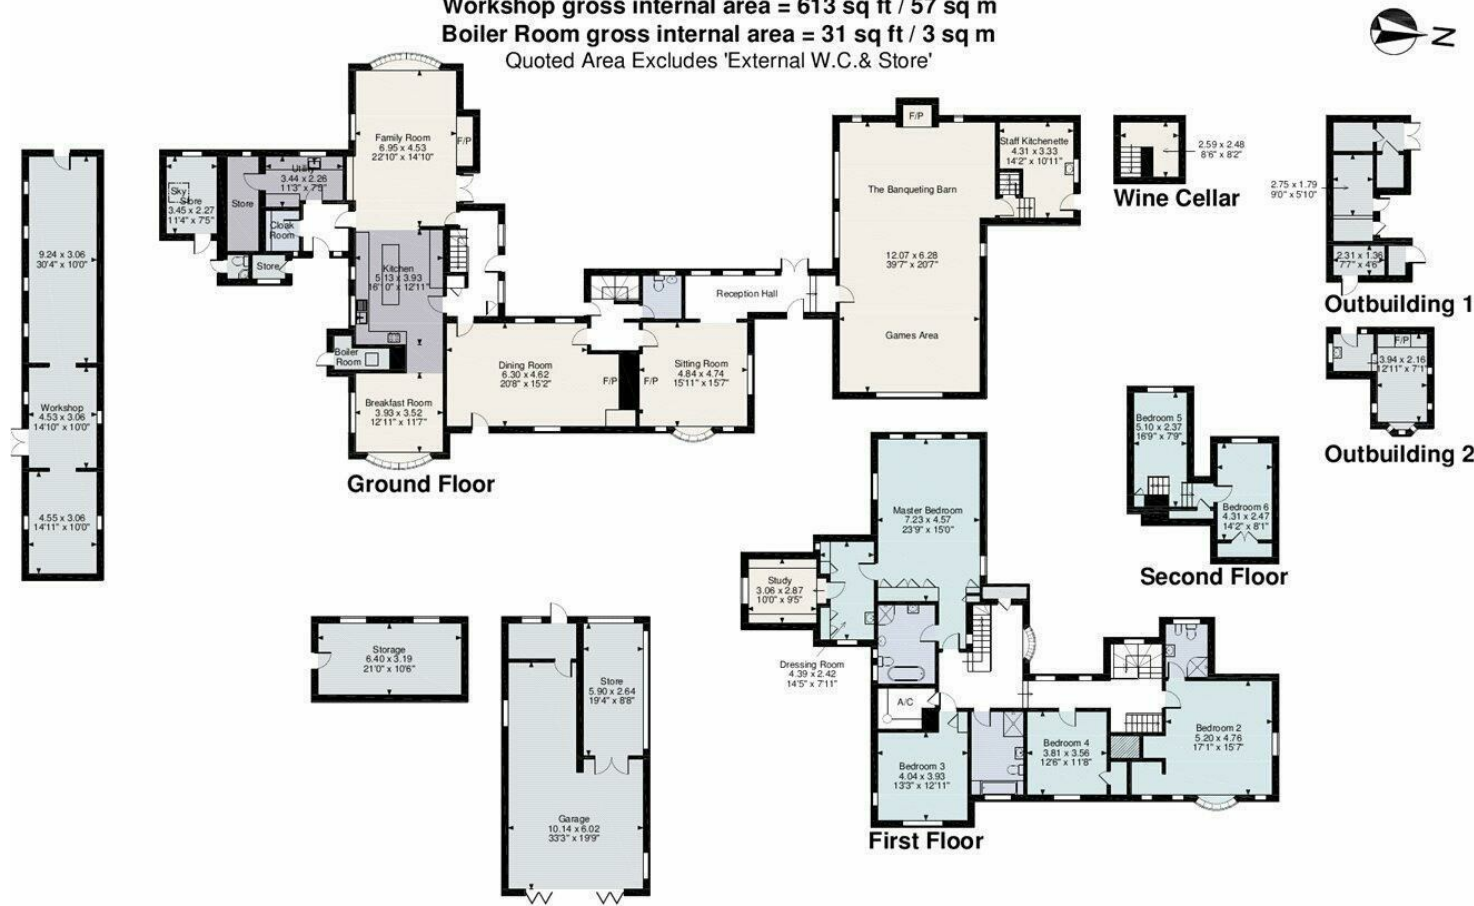 Workshop gross internal area = 613 sq ft / 57 sq m
Boiler Room gross internal area = 31 sq ft / 3 sq m
Quoted Area Excludes 'External W.C.& Store'
N
Family Room
6.95 x 4.53
22'10" x 14'10"
F/P
Utility
3.44 x 2.26
11'3" x 7'5"
Sky
Store
3.45 x 2.27
11'4" x 7'5"
Store
Cloak
Room
Store
Kitchen
5.13 x 3.93
16'10" x 12'11"
Boiler
Room
Breakfast Room
3.93 x 3.52
12'11" x 11'7"
Dining Room
6.30 x 4.62
20'8" x 15'2"
F/P
F/P
Sitting Room
4.84 x 4.74
15'11" x 15'7"
Reception Hall
F/P
The Banqueting Barn
12.07 x 6.28
39'7" x 20'7"
Games Area
Staff Kitchenette
4.31 x 3.33
14'2" x 10'11"
Ground Floor
2.59 x 2.48
8'6" x 8'2"
Wine Cellar
2.75 x 1.79
9'0" x 5'10"
2.31 x 1.36
7'7" x 4'6"
Outbuilding 1
F/P
3.94 x 2.16
12'11" x 7'1"
Outbuilding 2
9.24 x 3.06
30'4" x 10'0"
Workshop
4.53 x 3.06
14'10" x 10'0"
4.55 x 3.06
14'11" x 10'0"
Bedroom 5
5.10 x 2.37
16'9" x 7'9"
Bedroom 6
4.31 x 2.47
14'2" x 8'1"
Second Floor
Master Bedroom
7.23 x 4.57
23'9" x 15'0"
Study
3.06 x 2.87
10'0" x 9'5"
Dressing Room
4.39 x 2.42
14'5" x 7'11"
A/C
Bedroom 3
4.04 x 3.93
13'3" x 12'11"
Bedroom 4
3.81 x 3.56
12'6" x 11'8"
Bedroom 2
5.20 x 4.76
17'1" x 15'7"
First Floor
Storage
6.40 x 3.19
21'0" x 10'6"
Store
5.90 x 2.64
19'4" x 8'8"
Garage
10.14 x 6.02
33'3" x 19'9"